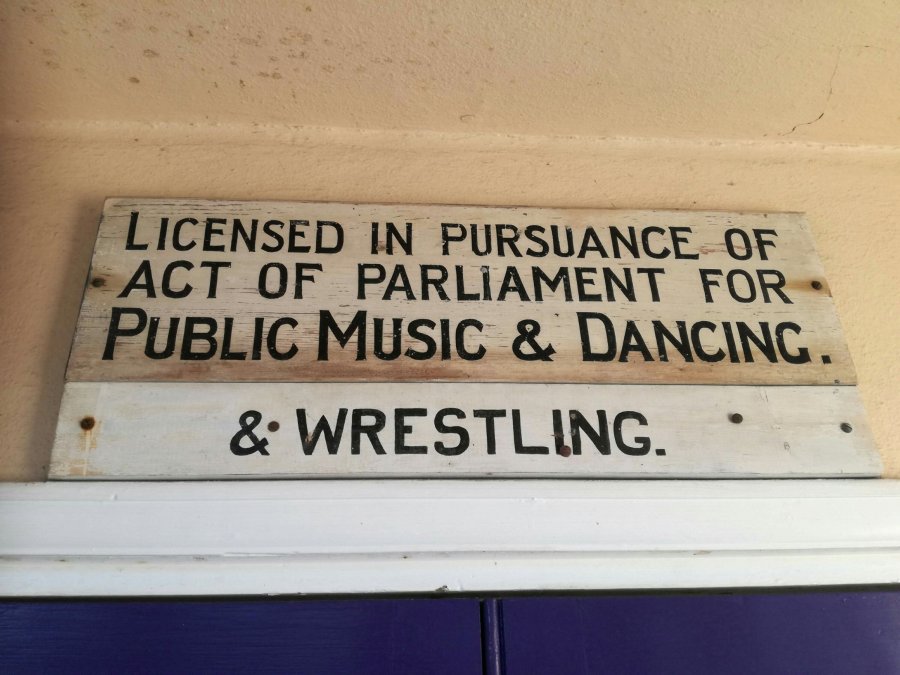 LICENSED IN PURSUANCE OF
ACT OF PARLIAMENT FOR
PUBLIC MUSIC & DANCING.
& WRESTLING.